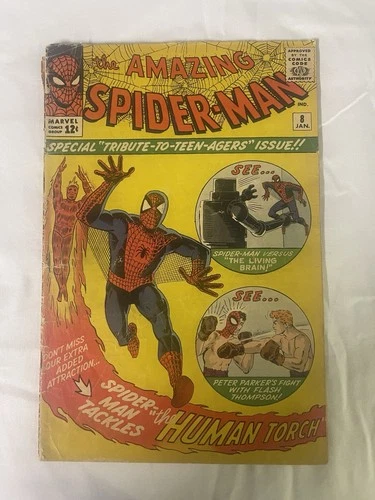 the AMAZING
SPIDER-MAN
IND.
APPROVED
BY THE
COMICS
CODE
AUTHORITY
MARVEL
COMICS
GROUP
12¢
8
JAN.
SPECIAL "TRIBUTE-TO-TEEN-AGERS" ISSUE!!
SEE...
SPIDER-MAN VERSUS
"THE LIVING
BRAIN!"
SEE...
PETER PARKER'S FIGHT
WITH FLASH
THOMPSON!
DON'T MISS
OUR EXTRA
ADDED
ATTRACTION...
SPIDER-
MAN
TACKLES
"the HUMAN TORCH"